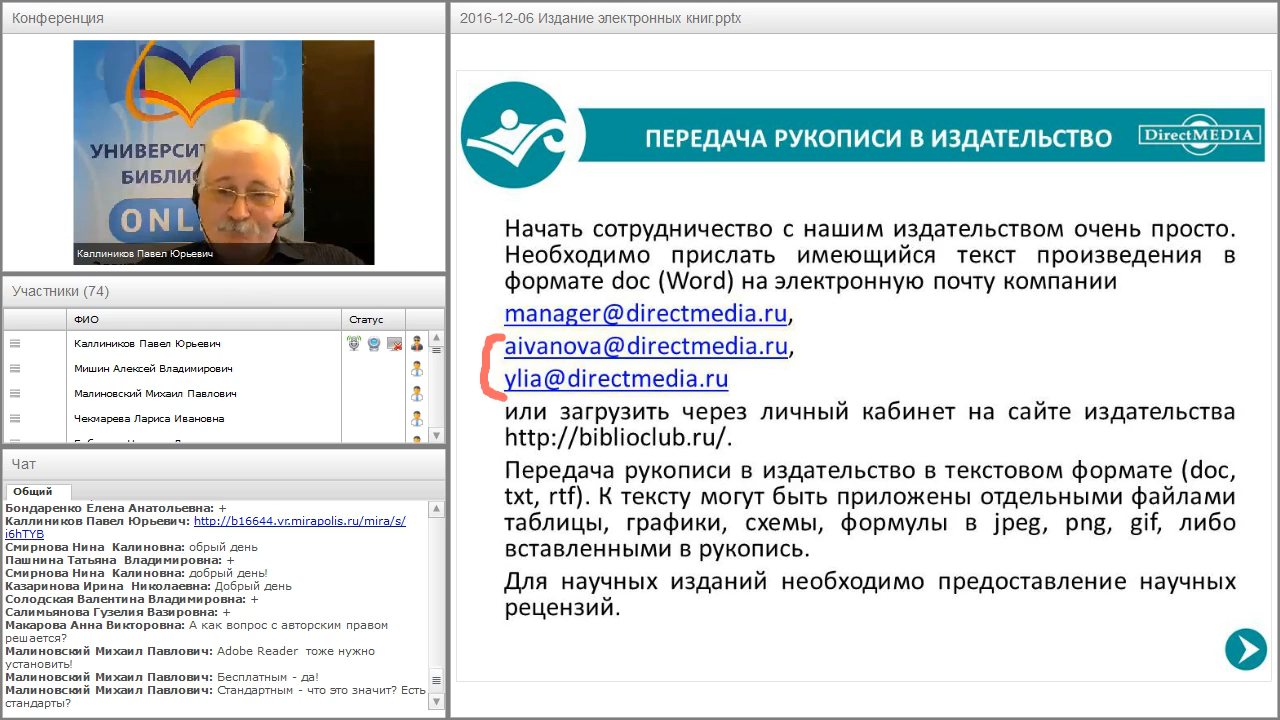 Конференция
УНИВЕРСИТ
БИБЛИО
ONLI
Каллиников Павел Юрьевич
Участники (74)
ФИО Статус
Каллиников Павел Юрьевич
Мишин Алексей Владимирович
Малиновский Михаил Павлович
Чекмарева Лариса Ивановна
Чат
Общий
Бондаренко Елена Анатольевна: +
Каллиников Павел Юрьевич: http://b16644.vr.mirapolis.ru/mira/s/
i6hTYB
Смирнова Нина Калиновна: обрый день
Пашнина Татьяна Владимировна: +
Смирнова Нина Калиновна: добрый день!
Казаринова Ирина Николаевна: Добрый день
Солодская Валентина Владимировна: +
Салимьянова Гузелия Вазировна: +
Макарова Анна Викторовна: А как вопрос с авторским правом
решается?
Малиновский Михаил Павлович: Adobe Reader тоже нужно
установить!
Малиновский Михаил Павлович: Бесплатным - да!
Малиновский Михаил Павлович: Стандартным - что это значит? Есть
стандарты?
2016-12-06 Издание электронных книг.pptx
ПЕРЕДАЧА РУКОПИСИ В ИЗДАТЕЛЬСТВО
DirectMEDIA
Начать сотрудничество с нашим издательством очень просто.
Необходимо прислать имеющийся текст произведения в
формате doc (Word) на электронную почту компании
manager@directmedia.ru,
aivanova@directmedia.ru,
ylia@directmedia.ru
или загрузить через личный кабинет на сайте издательства
http://biblioclub.ru/.
Передача рукописи в издательство в текстовом формате (doc,
txt, rtf). К тексту могут быть приложены отдельными файлами
таблицы, графики, схемы, формулы в jpeg, png, gif, либо
вставленными в рукопись.
Для научных изданий необходимо предоставление научных
рецензий.